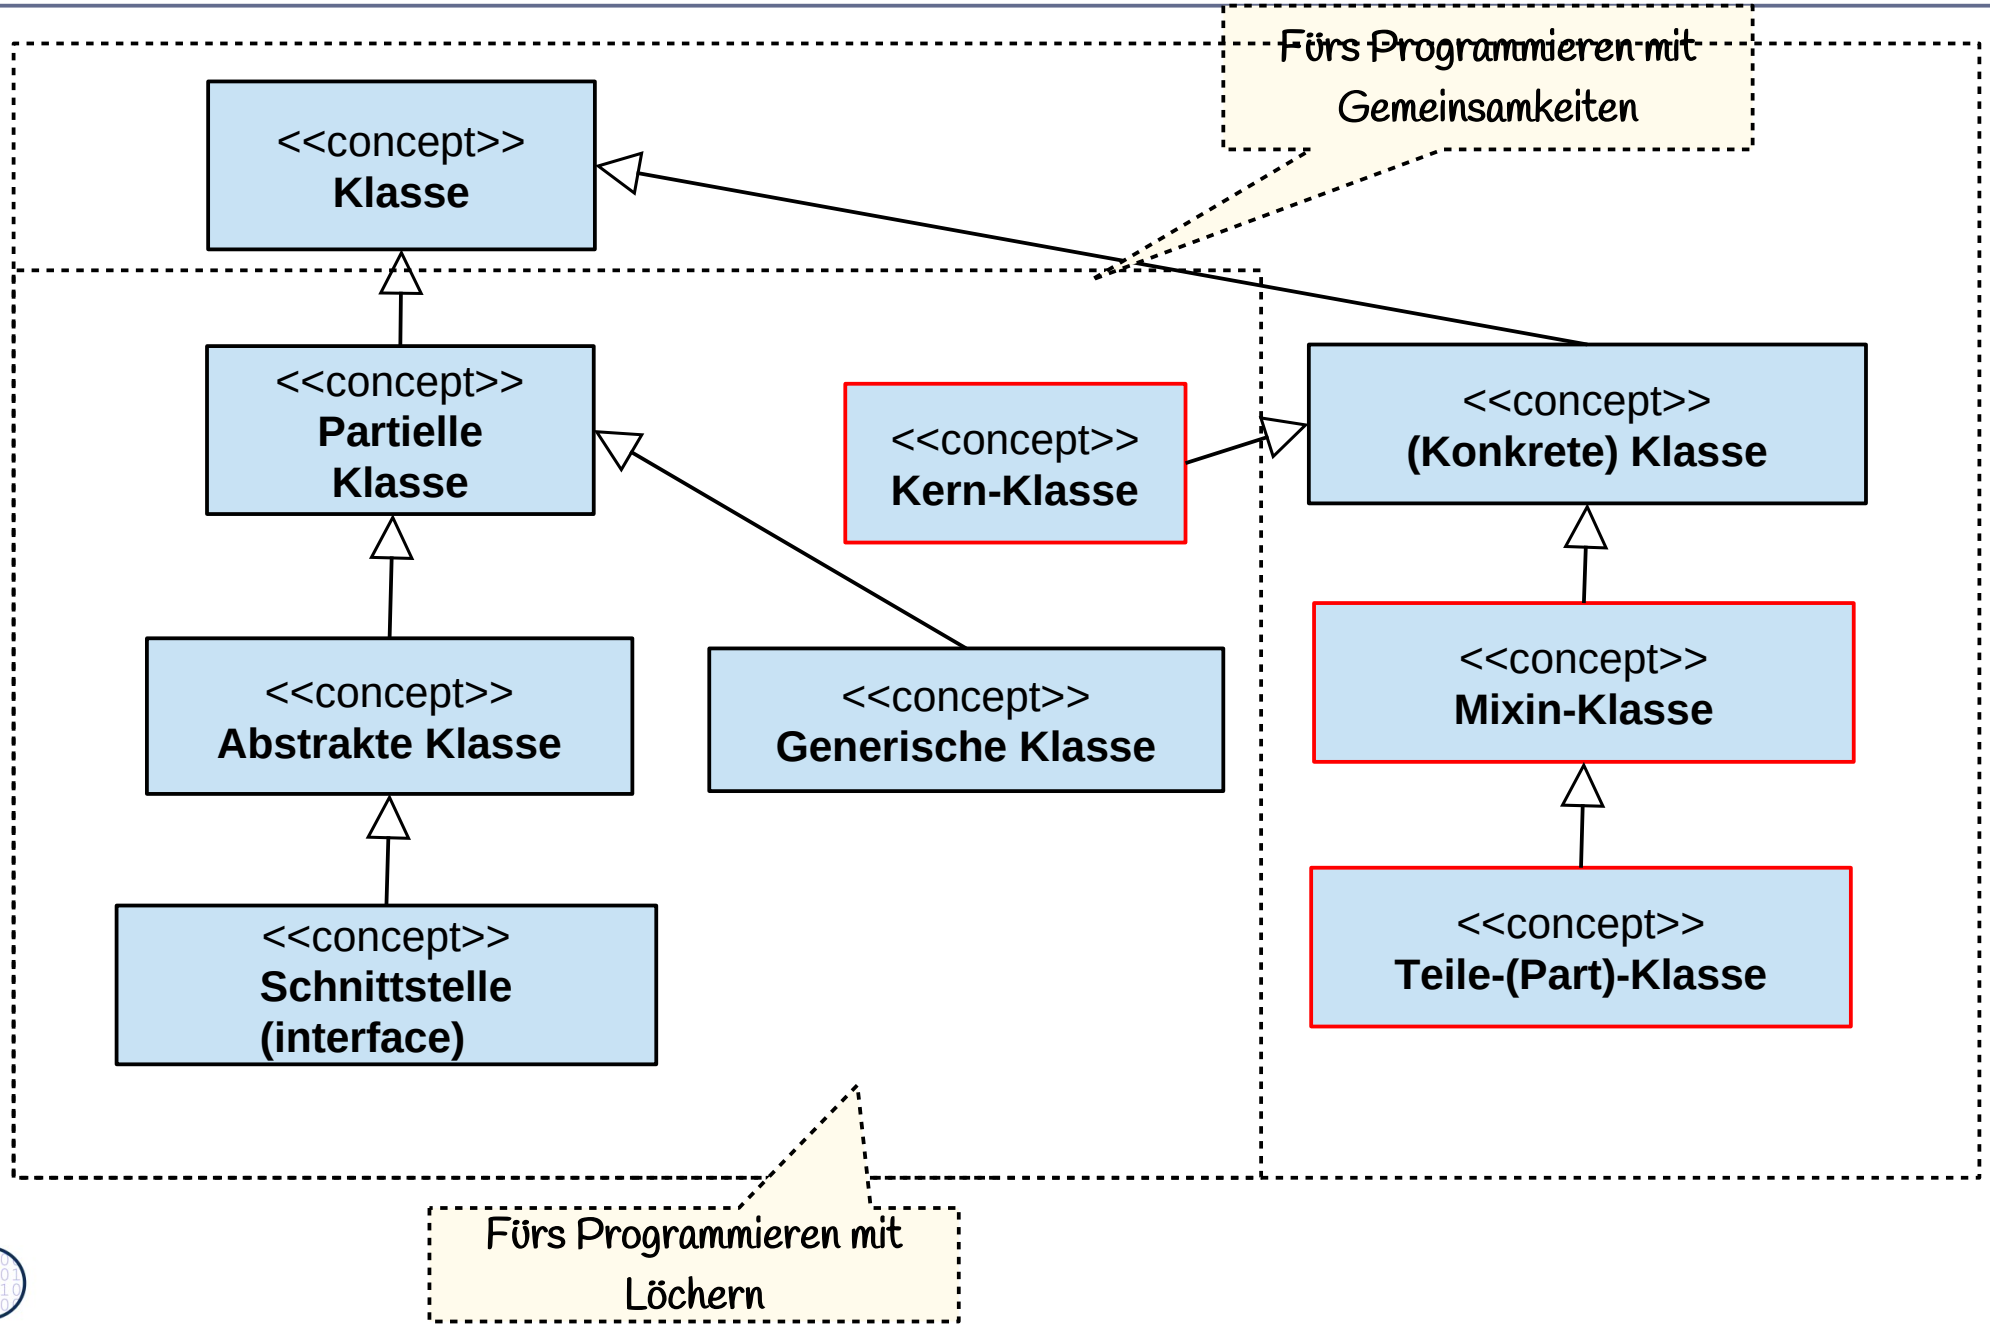 Fürs Programmieren mit
Gemeinsamkeiten
<<concept>>
Klasse
<<concept>>
Partielle
Klasse
<<concept>>
Kern-Klasse
<<concept>>
(Konkrete) Klasse
<<concept>>
Abstrakte Klasse
<<concept>>
Generische Klasse
<<concept>>
Mixin-Klasse
<<concept>>
Schnittstelle
(interface)
<<concept>>
Teile-(Part)-Klasse
Fürs Programmieren mit
Löchern